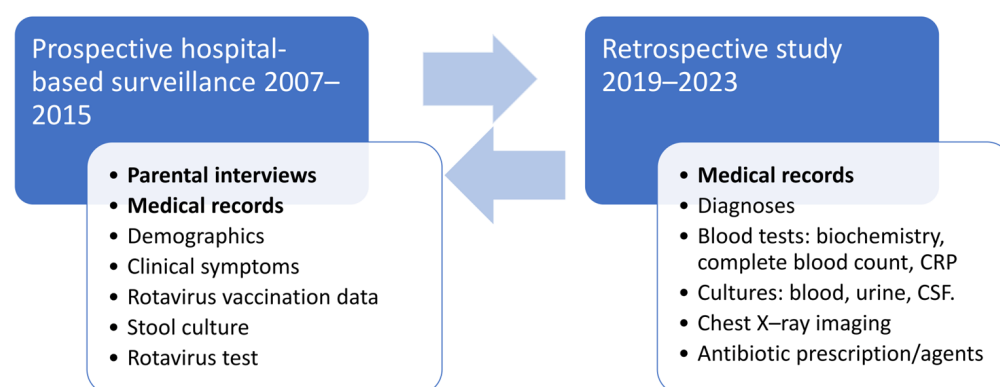 Prospective hospital-
based surveillance 2007–
2015
• Parental interviews
• Medical records
• Demographics
• Clinical symptoms
• Rotavirus vaccination data
• Stool culture
• Rotavirus test
Retrospective study
2019–2023
• Medical records
• Diagnoses
• Blood tests: biochemistry,
complete blood count, CRP
• Cultures: blood, urine, CSF.
• Chest X–ray imaging
• Antibiotic prescription/agents